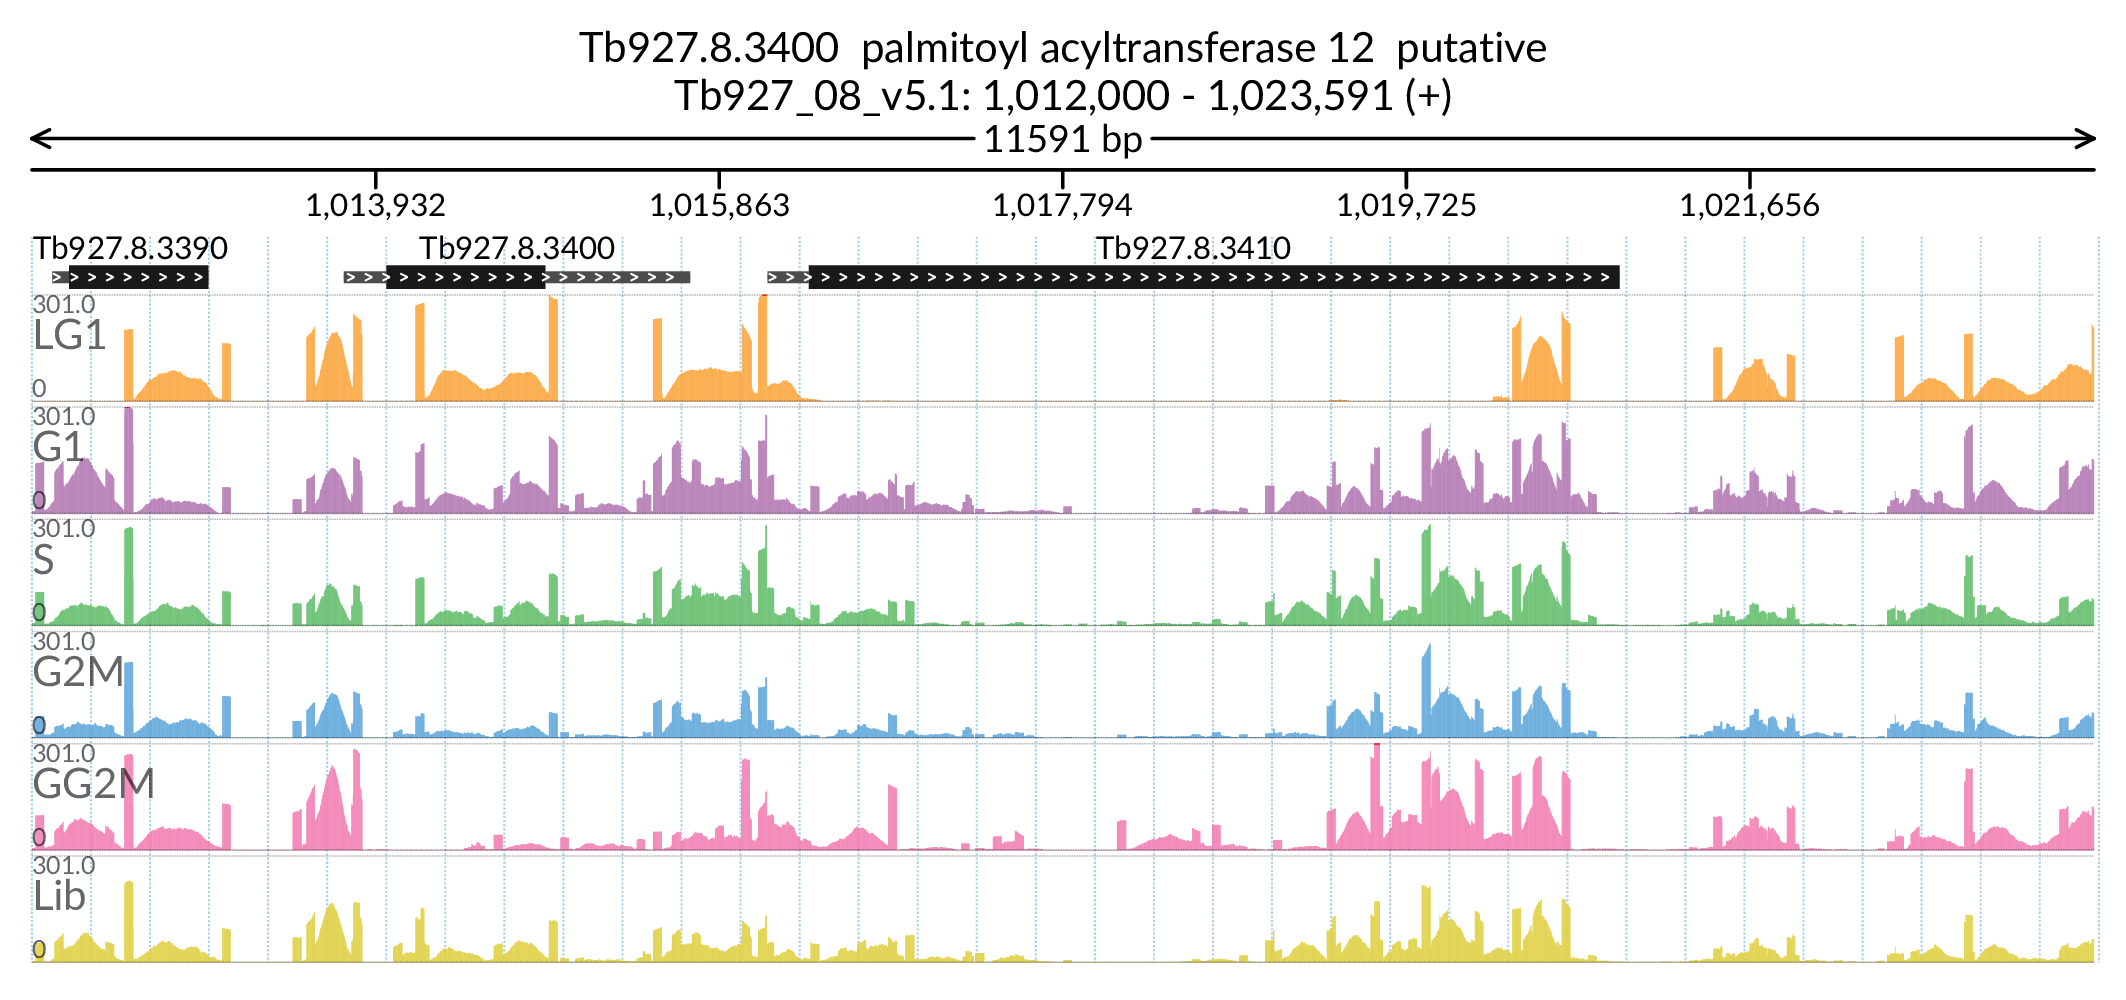 Tb927.8.3400 palmitoyl acyltransferase 12 putative
Tb927_08_v5.1: 1,012,000 - 1,023,591 (+)
11591 bp
1,013,932 1,015,863 1,017,794 1,019,725 1,021,656
Tb927.8.3390 Tb927.8.3400 Tb927.8.3410
301.0
LG1
0
301.0
G1
0
301.0
S
0
301.0
G2M
0
301.0
GG2M
0
301.0
Lib
0